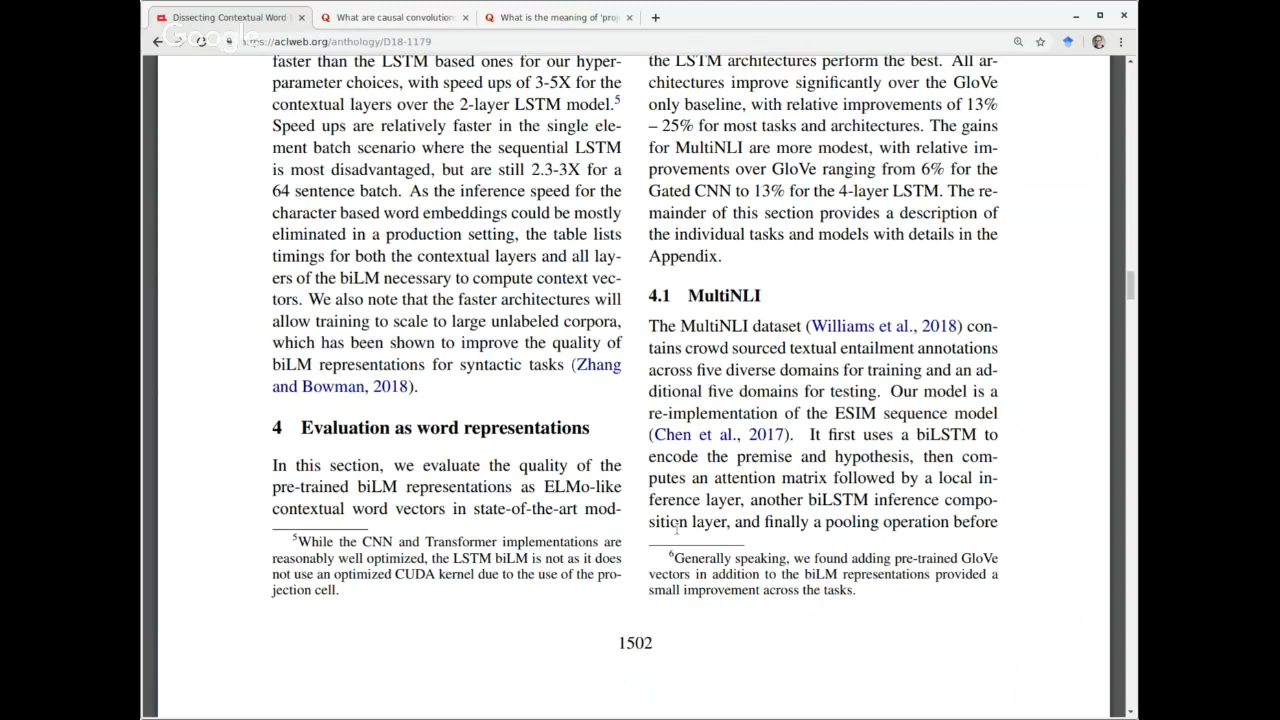 Dissecting Contextual Word
What are causal convolution
What is the meaning of 'pro
Google
https://aclweb.org/anthology/D18-1179
faster than the LSTM based ones for our hyper-
parameter choices, with speed ups of 3-5X for the
contextual layers over the 2-layer LSTM model.5
Speed ups are relatively faster in the single ele-
ment batch scenario where the sequential LSTM
is most disadvantaged, but are still 2.3-3X for a
64 sentence batch. As the inference speed for the
character based word embeddings could be mostly
eliminated in a production setting, the table lists
timings for both the contextual layers and all lay-
ers of the biLM necessary to compute context vec-
tors. We also note that the faster architectures will
allow training to scale to large unlabeled corpora,
which has been shown to improve the quality of
biLM representations for syntactic tasks (Zhang
and Bowman, 2018).
4 Evaluation as word representations
In this section, we evaluate the quality of the
pre-trained biLM representations as ELMo-like
contextual word vectors in state-of-the-art mod-
5While the CNN and Transformer implementations are
reasonably well optimized, the LSTM biLM is not as it does
not use an optimized CUDA kernel due to the use of the pro-
jection cell.
the LSTM architectures perform the best. All ar-
chitectures improve significantly over the GloVe
only baseline, with relative improvements of 13%
– 25% for most tasks and architectures. The gains
for MultiNLI are more modest, with relative im-
provements over GloVe ranging from 6% for the
Gated CNN to 13% for the 4-layer LSTM. The re-
mainder of this section provides a description of
the individual tasks and models with details in the
Appendix.
4.1 MultiNLI
The MultiNLI dataset (Williams et al., 2018) con-
tains crowd sourced textual entailment annotations
across five diverse domains for training and an ad-
ditional five domains for testing. Our model is a
re-implementation of the ESIM sequence model
(Chen et al., 2017). It first uses a biLSTM to
encode the premise and hypothesis, then com-
putes an attention matrix followed by a local in-
ference layer, another biLSTM inference compo-
sition layer, and finally a pooling operation before
6Generally speaking, we found adding pre-trained GloVe
vectors in addition to the biLM representations provided a
small improvement across the tasks.
1502